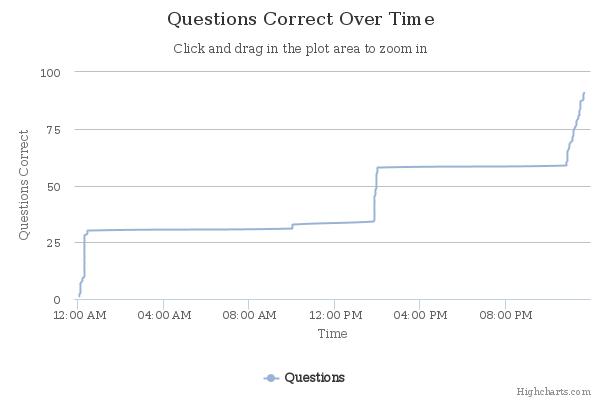 Questions Correct Over Time
Click and drag in the plot area to zoom in
Questions Correct
100
75
50
25
0
12:00 AM 04:00 AM 08:00 AM 12:00 PM 04:00 PM 08:00 PM
Time
Questions
Highcharts.com